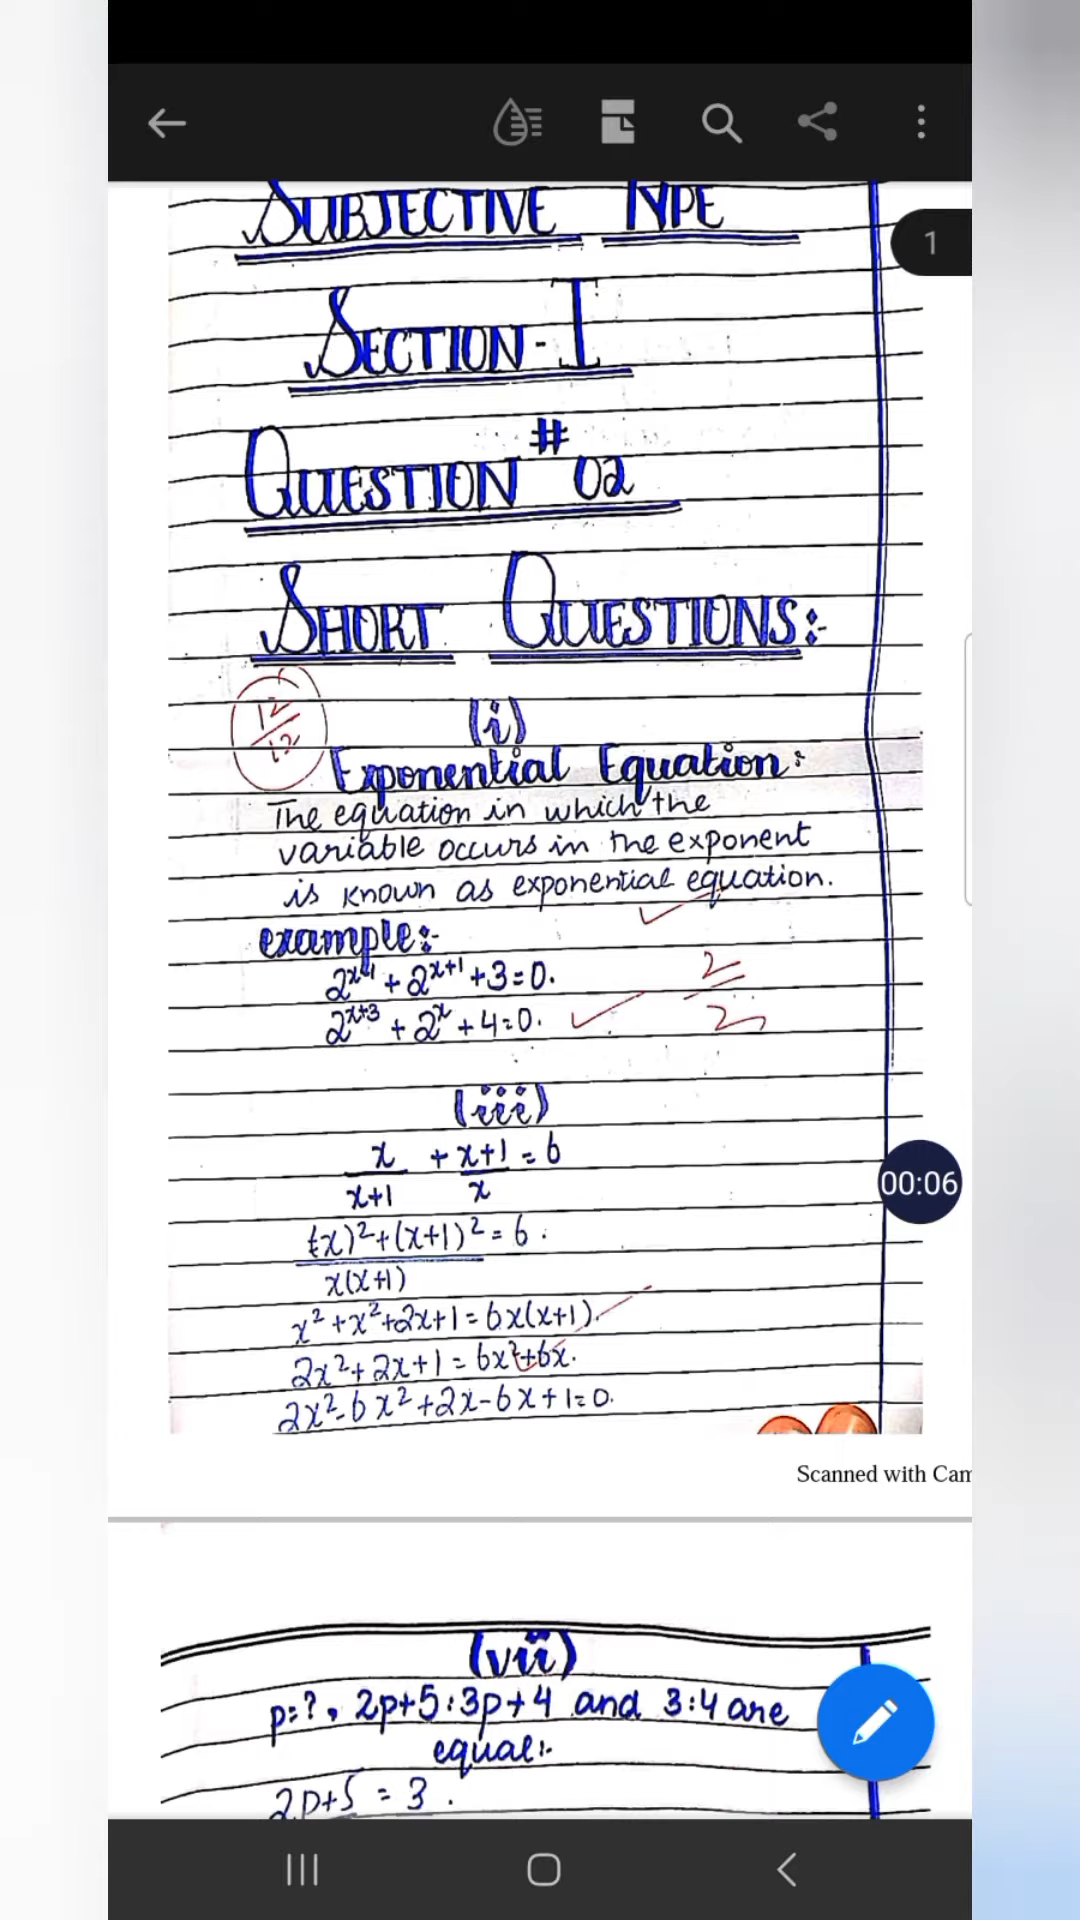 SUBJECTIVE TYPE
1
SECTION-I
QUESTION # 02
SHORT QUESTIONS:-
12/12
(i)
Exponential Equation:
The equation in which the
variable occurs in the exponent
is known as exponential equation.
example:-
+ 2^(x+1) + 3 = 0.
2
2^(x+3) + 2^x + 4 = 0.
2
(iii)
x/(x+1) + (x+1)/x = 6
(x)² + (x+1)² = 6.
x(x+1)
x² + x² + 2x + 1 = 6x(x+1).
2x² + 2x + 1 = 6x² + 6x.
2x² - 6x² + 2x - 6x + 1 = 0.
00:06
Scanned with Cam
(vii)
p=?, 2p+5:3p+4 and 3:4 are
equal:-
2p+5 = 3.